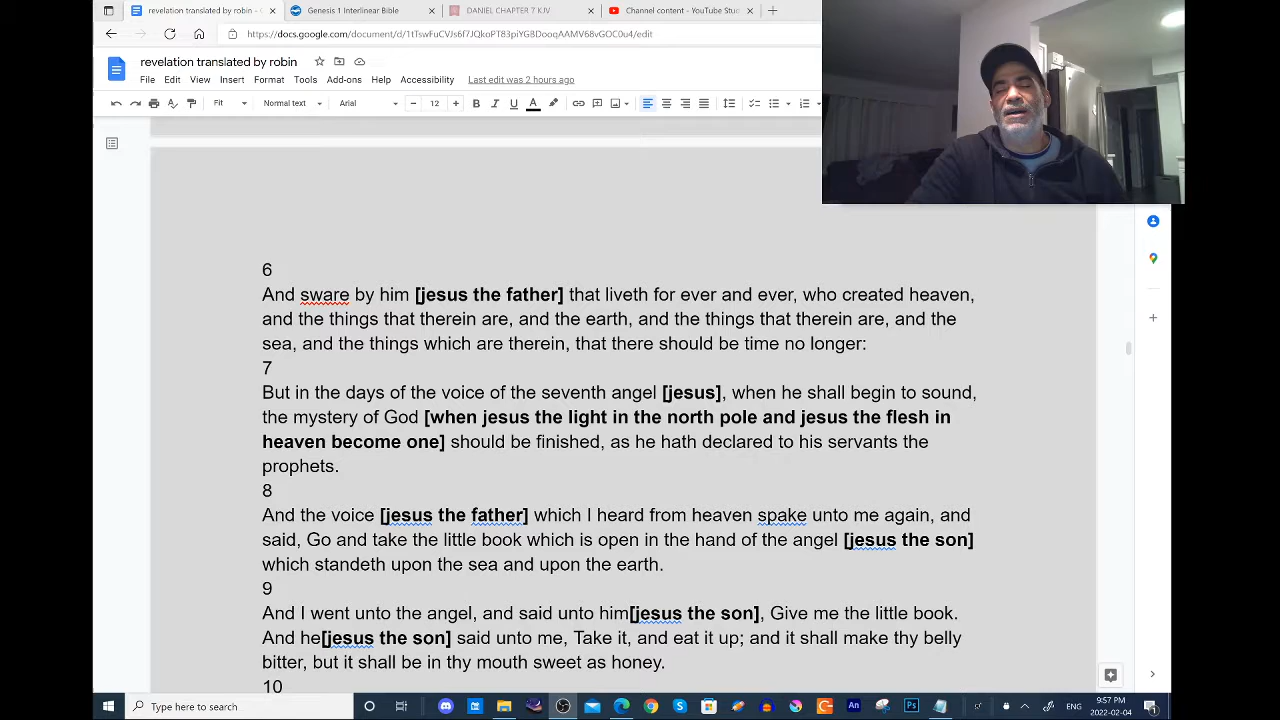 revelation translated by robin - G
Genesis 1 Interlinear Bible
DANIEL CHAPTER 7 KJV
Channel content - YouTube Stu
https://docs.google.com/document/d/1tTswFuCVJs6f7JQkoPT83piYGBDooqAAMV68vGOC0u4/edit
revelation translated by robin
File Edit View Insert Format Tools Add-ons Help Accessibility Last edit was 2 hours ago
Fit Normal text Arial 12 B I U A
6
And sware by him [jesus the father] that liveth for ever and ever, who created heaven,
and the things that therein are, and the earth, and the things that therein are, and the
sea, and the things which are therein, that there should be time no longer:
7
But in the days of the voice of the seventh angel [jesus], when he shall begin to sound,
the mystery of God [when jesus the light in the north pole and jesus the flesh in
heaven become one] should be finished, as he hath declared to his servants the
prophets.
8
And the voice [jesus the father] which I heard from heaven spake unto me again, and
said, Go and take the little book which is open in the hand of the angel [jesus the son]
which standeth upon the sea and upon the earth.
9
And I went unto the angel, and said unto him[jesus the son], Give me the little book.
And he[jesus the son] said unto me, Take it, and eat it up; and it shall make thy belly
bitter, but it shall be in thy mouth sweet as honey.
10
Type here to search
An
Ps
ENG
9:57 PM
2022-02-04